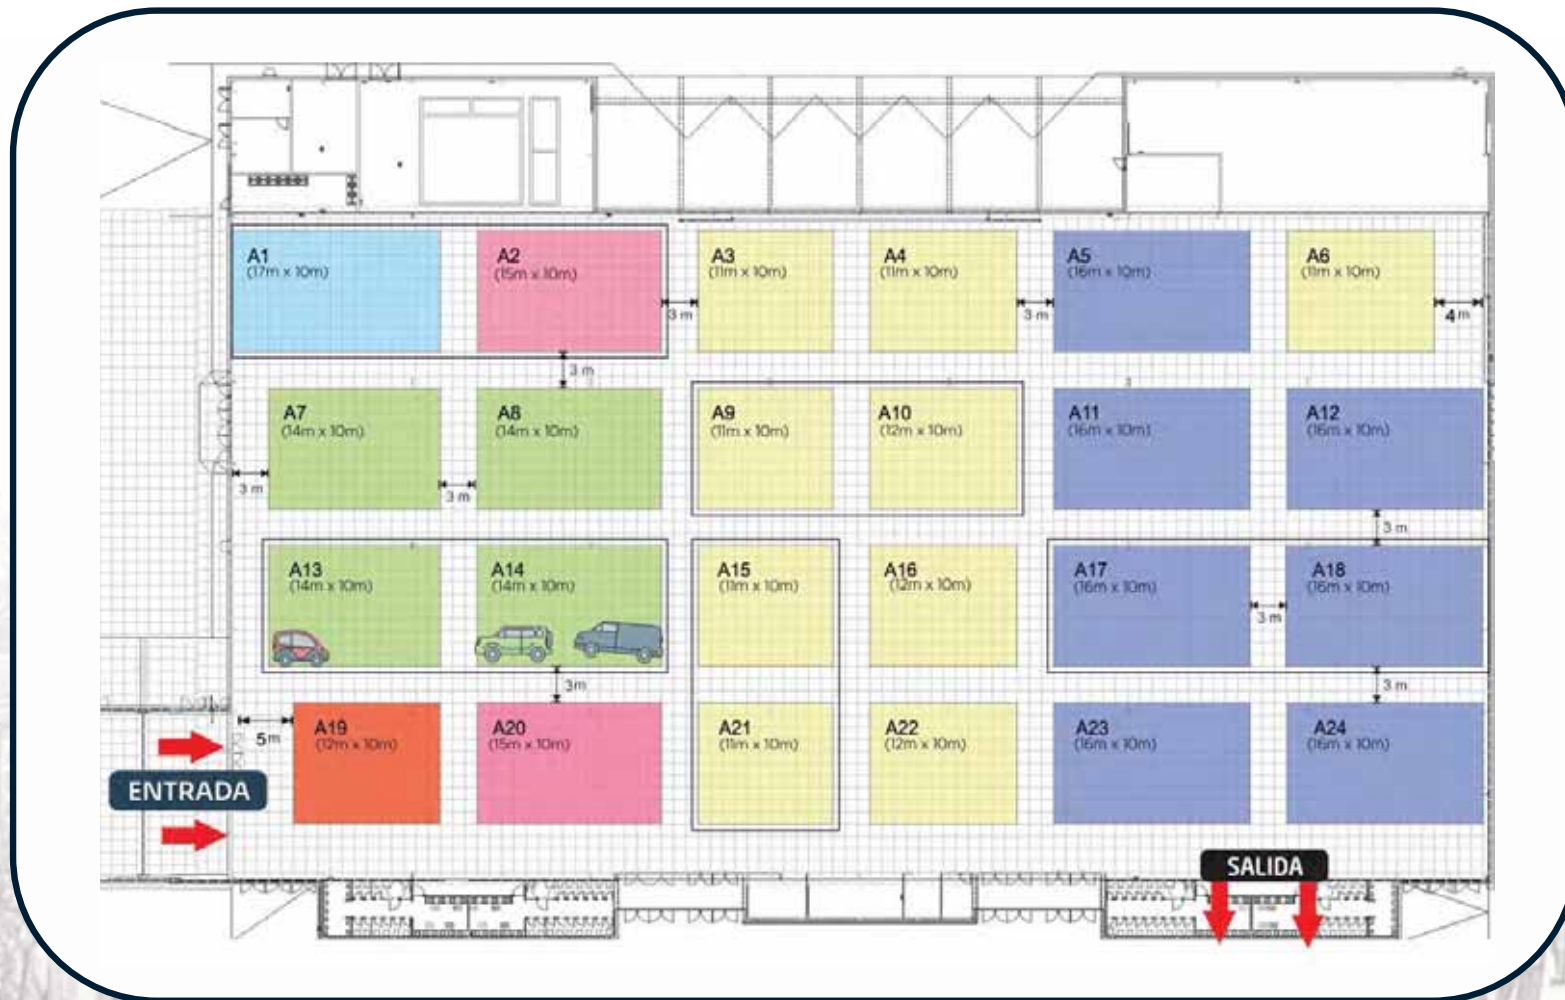 A1
(17m x 10m)
A2
(15m x 10m)
A3
(11m x 10m)
A4
(11m x 10m)
A5
(16m x 10m)
A6
(11m x 10m)
3 m
3 m
4m
3 m
A7
(14m x 10m)
A8
(14m x 10m)
A9
(11m x 10m)
A10
(12m x 10m)
A11
(16m x 10m)
A12
(16m x 10m)
3 m
3 m
3 m
A13
(14m x 10m)
A14
(14m x 10m)
A15
(11m x 10m)
A16
(12m x 10m)
A17
(16m x 10m)
A18
(16m x 10m)
3 m
3m
3 m
A19
(12m x 10m)
A20
(15m x 10m)
A21
(11m x 10m)
A22
(12m x 10m)
A23
(16m x 10m)
A24
(16m x 10m)
5m
ENTRADA
SALIDA